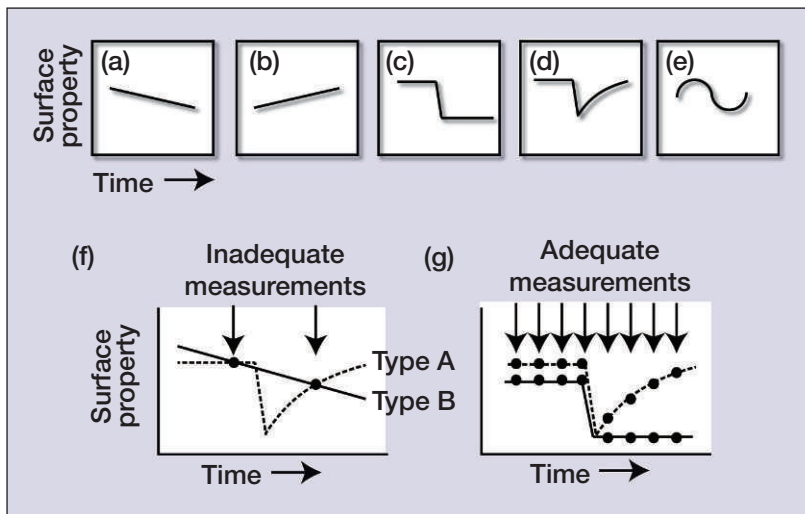 (a)
(b)
(c)
(d)
(e)
Surface
property
Time
(f)
Inadequate
measurements
(g)
Adequate
measurements
Type A
Type B
Surface
property
Time
Time